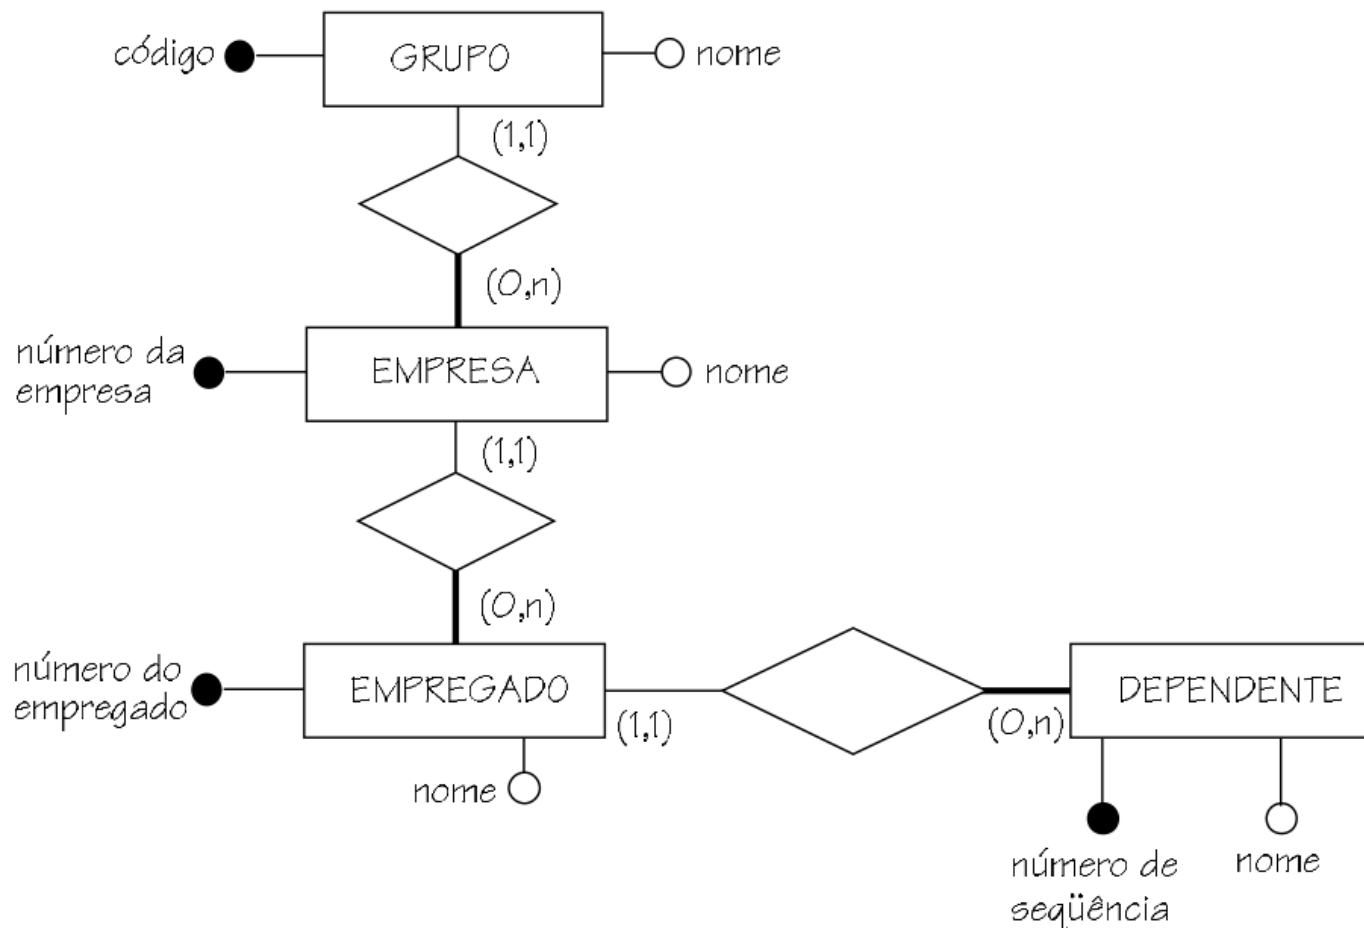 código
GRUPO
nome
(1,1)
(0,n)
número da
empresa
EMPRESA
nome
(1,1)
(0,n)
número do
empregado
EMPREGADO
(1,1)
(0,n)
DEPENDENTE
nome
número de
seqüência
nome